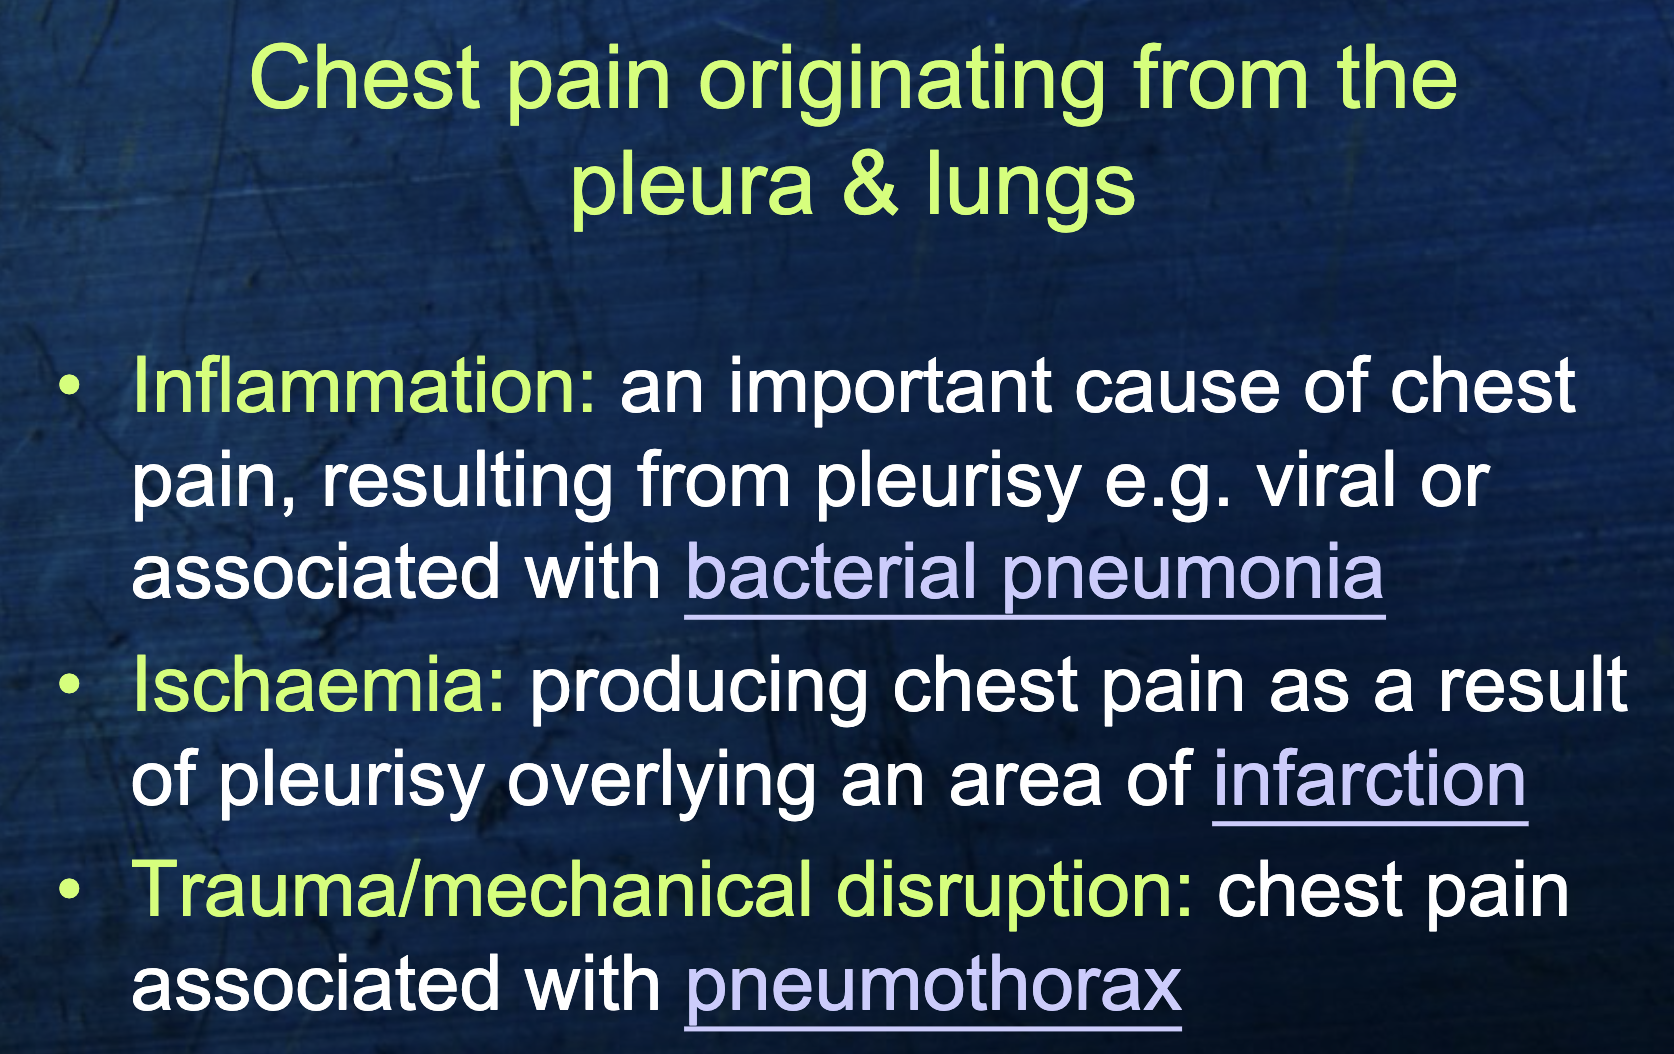 Chest pain originating from the
pleura & lungs
• Inflammation: an important cause of chest
pain, resulting from pleurisy e.g. viral or
associated with bacterial pneumonia
• Ischaemia: producing chest pain as a result
of pleurisy overlying an area of infarction
• Trauma/mechanical disruption: chest pain
associated with pneumothorax